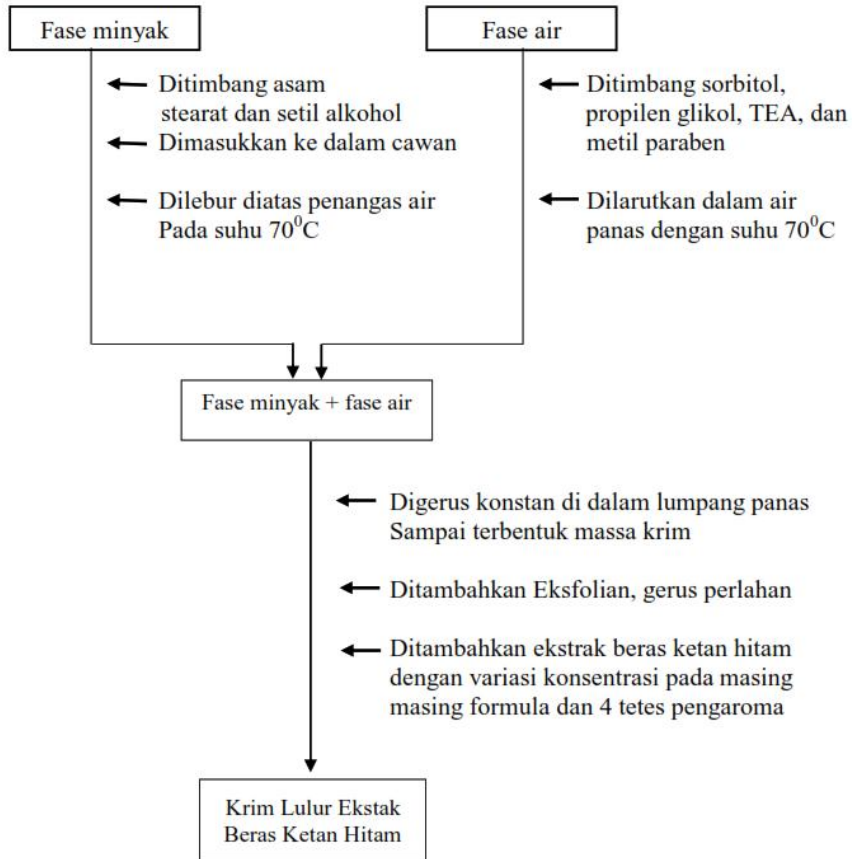 Fase minyak
Ditimbang asam
stearat dan setil alkohol
Dimasukkan ke dalam cawan
Dilebur diatas penangas air
Pada suhu 70⁰C
Fase air
Ditimbang sorbitol,
propilen glikol, TEA, dan
metil paraben
Dilarutkan dalam air
panas dengan suhu 70⁰C
Fase minyak + fase air
Digerus konstan di dalam lumpang panas
Sampai terbentuk massa krim
Ditambahkan Eksfolian, gerus perlahan
Ditambahkan ekstrak beras ketan hitam
dengan variasi konsentrasi pada masing
masing formula dan 4 tetes pengaroma
Krim Lulur Ekstak
Beras Ketan Hitam